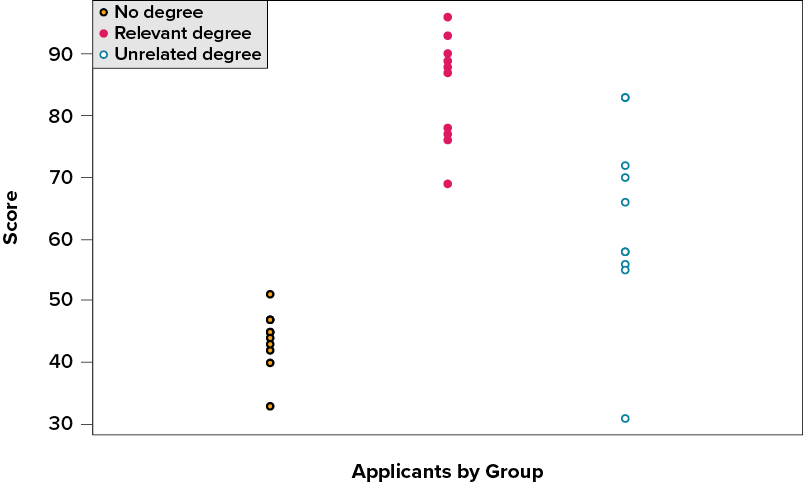 No degree
Relevant degree
Unrelated degree
90
80
70
60
50
40
30
Score
Applicants by Group